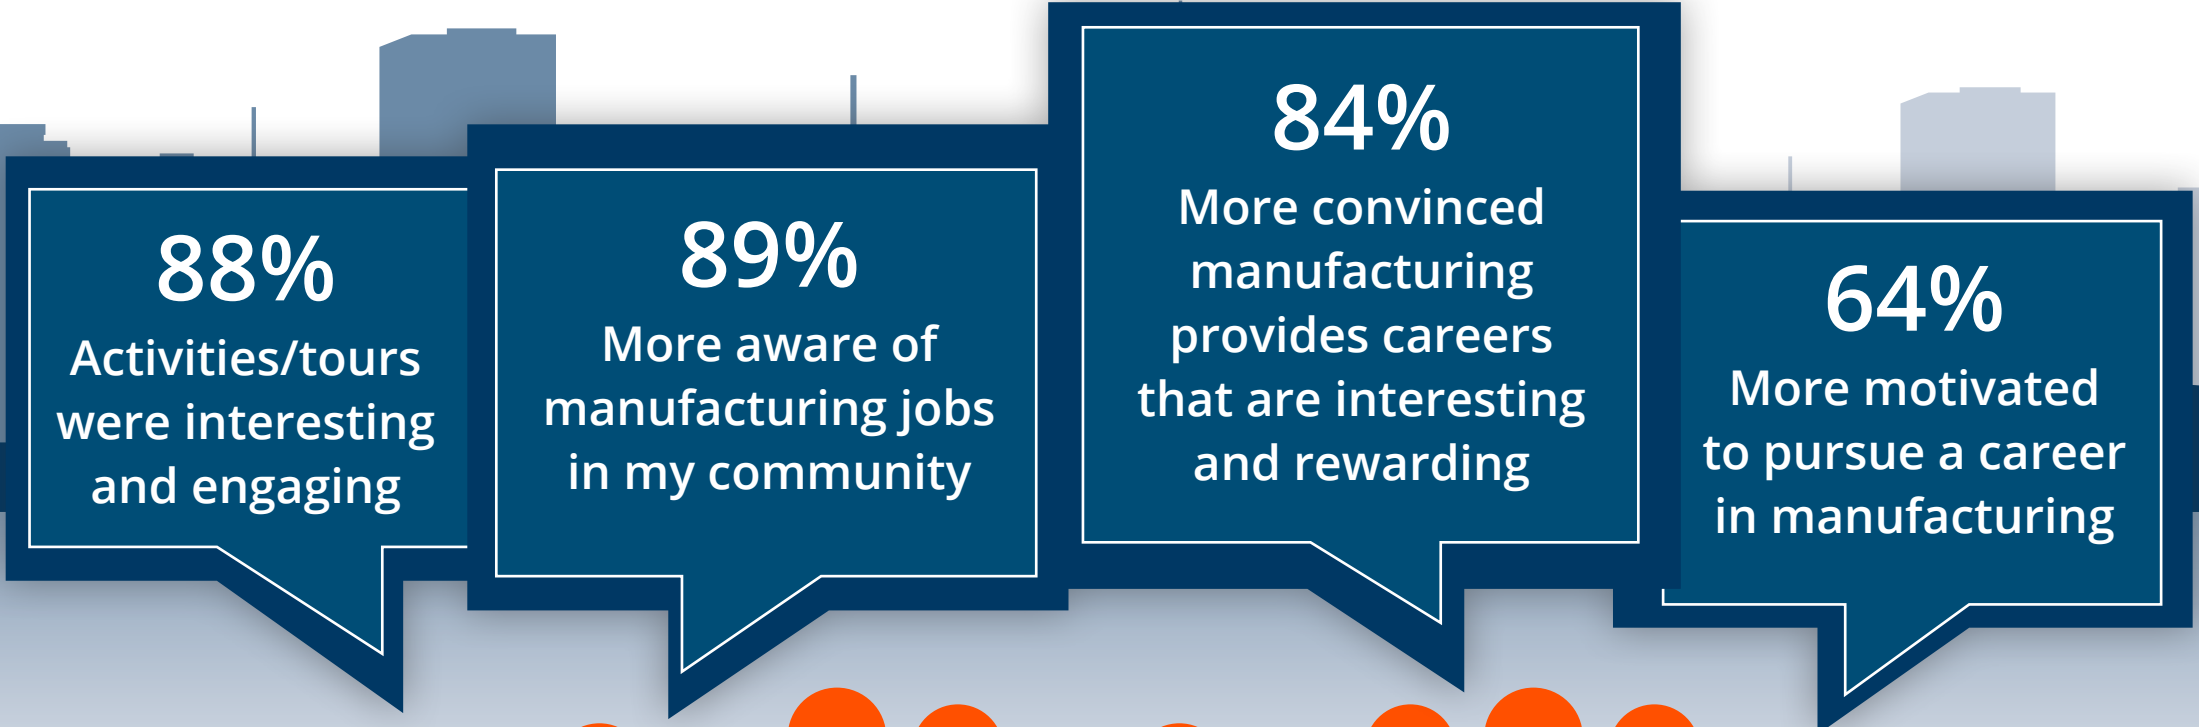 88%
Activities/tours
were interesting
and engaging
89%
More aware of
manufacturing jobs
in my community
84%
More convinced
manufacturing
provides careers
that are interesting
and rewarding
64%
More motivated
to pursue a career
in manufacturing